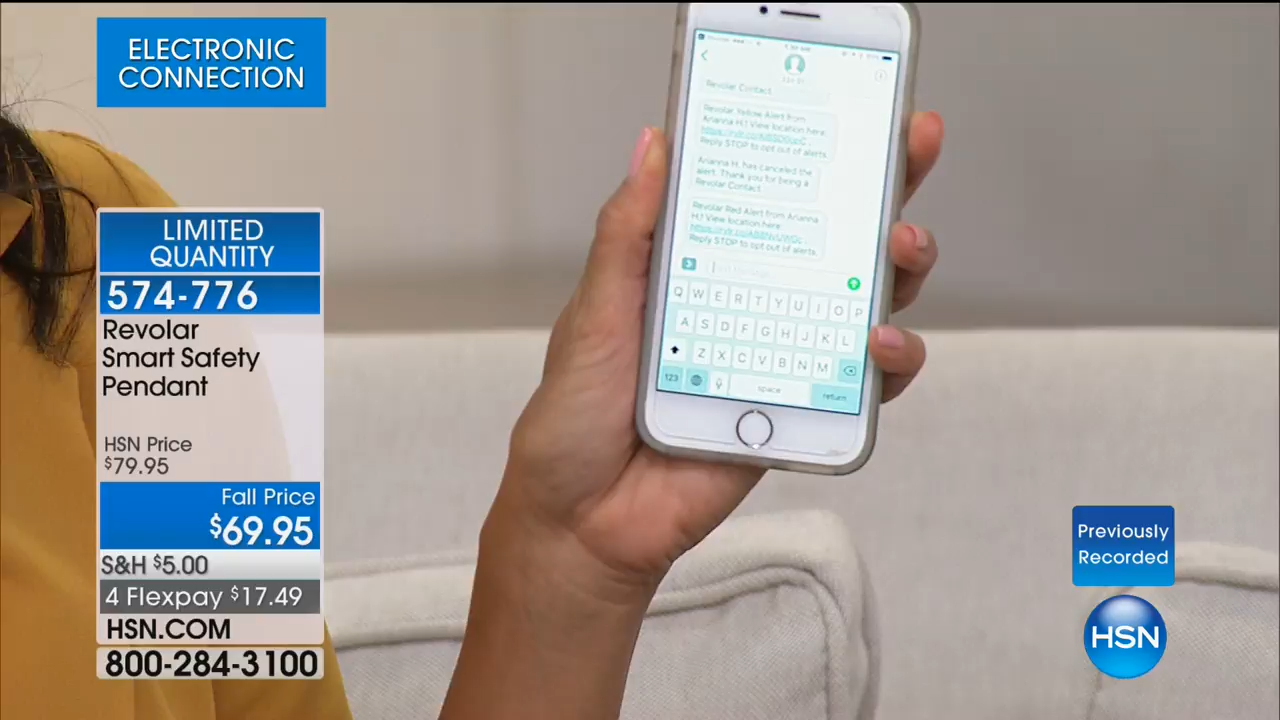 ELECTRONIC
CONNECTION
LIMITED
QUANTITY
574-776
Revolar
Smart Safety
Pendant
HSN Price
$79.95
Fall Price
$69.95
S&H $5.00
4 Flexpay $17.49
HSN.COM
800-284-3100
Revolar Contact.
Revolar Yellow Alert from
Arianna H.! View location here:
Reply STOP to opt out of alerts.
Arianna H. has canceled the
alert. Thank you for being a
Revolar Contact.
Revolar Red Alert from Arianna
H.! View location here:
Reply STOP to opt out of alerts.
Q W E R T Y U I O P
A S D F G H J K L
Z X C V B N M
123 space return
Previously
Recorded
HSN